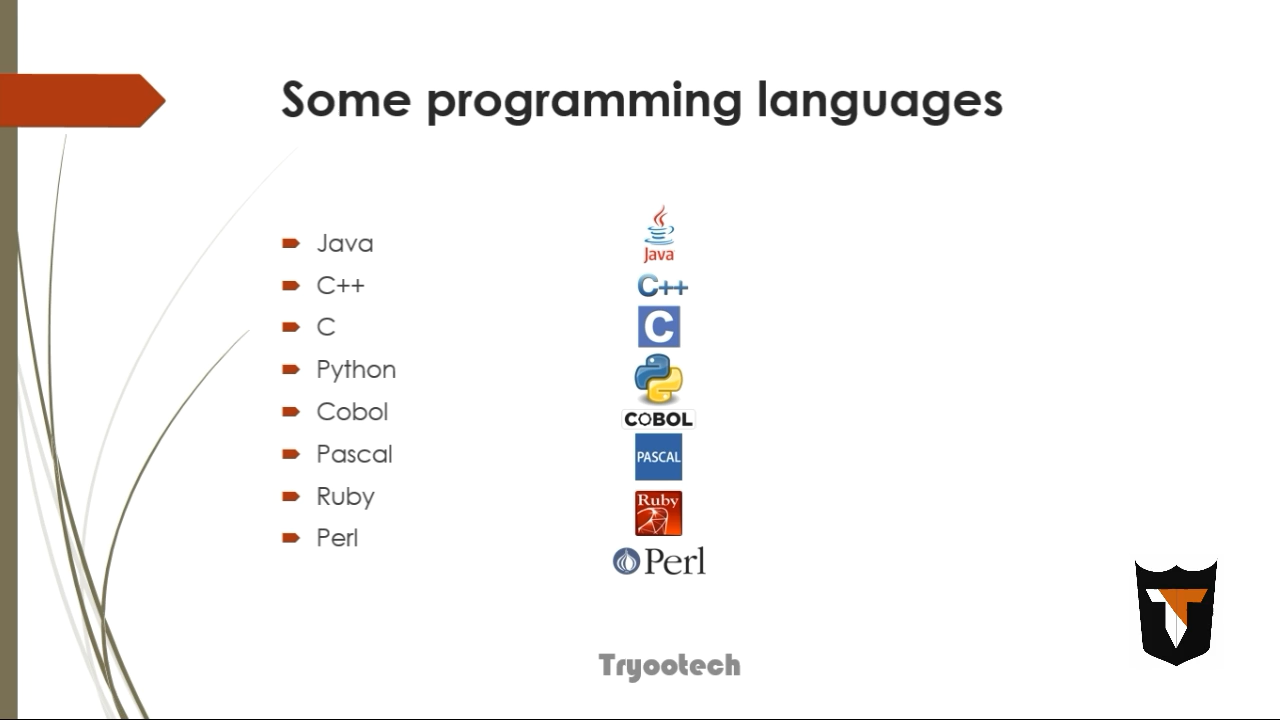 Some programming languages
Java
C++
C
Python
Cobol
Pascal
Ruby
Perl
Java
C++
C
COBOL
PASCAL
Ruby
Perl
Tryootech
T